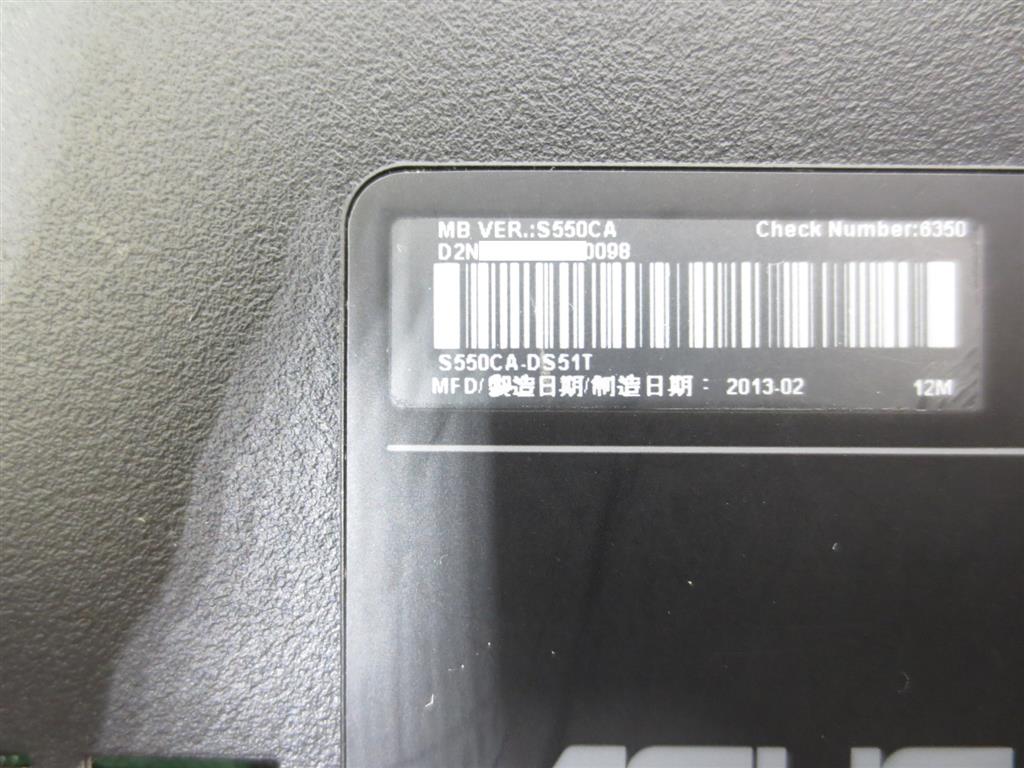 MB VER.:S550CA Check Number:6350
D2N 0098
S550CA-DS51T
MFD/製造日期/制造日期： 2013-02 12M